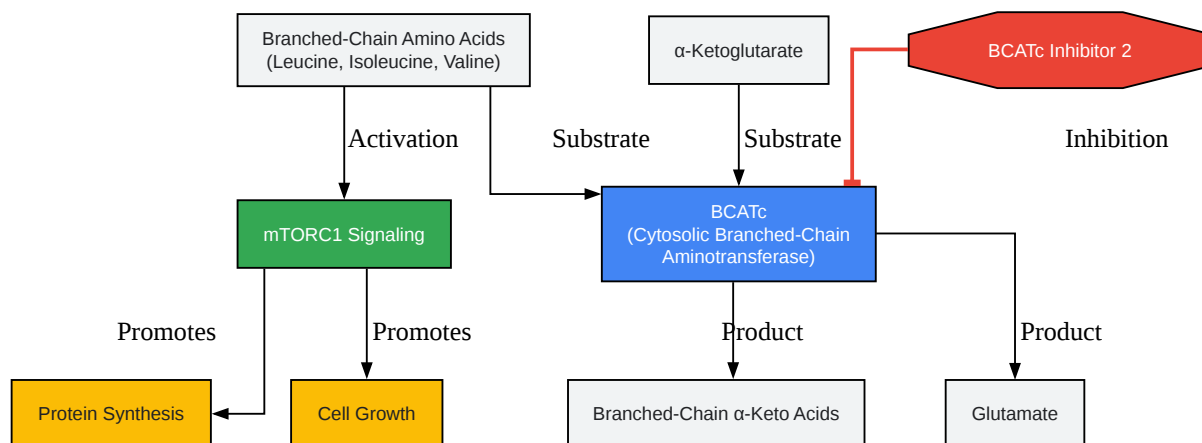 Branched-Chain Amino Acids
(Leucine, Isoleucine, Valine)
α-Ketoglutarate
BCATc Inhibitor 2
Activation
Substrate
Substrate
Inhibition
mTORC1 Signaling
BCATc
(Cytosolic Branched-Chain
Aminotransferase)
Promotes
Promotes
Product
Product
Protein Synthesis
Cell Growth
Branched-Chain α-Keto Acids
Glutamate